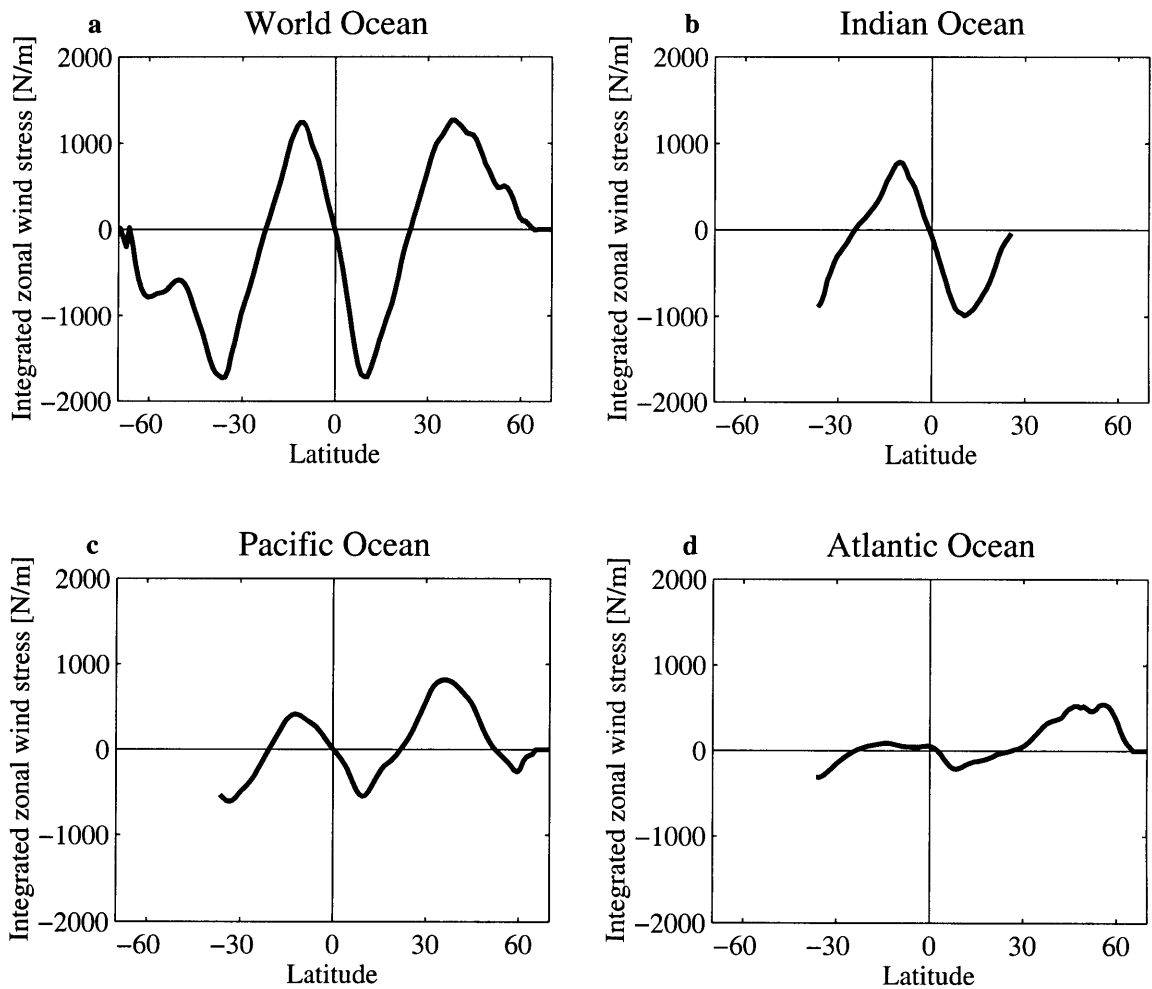 a World Ocean
Integrated zonal wind stress [N/m]
2000
1000
0
−1000
−2000
−60 −30 0 30 60
Latitude
b Indian Ocean
Integrated zonal wind stress [N/m]
2000
1000
0
−1000
−2000
−60 −30 0 30 60
Latitude
c Pacific Ocean
Integrated zonal wind stress [N/m]
2000
1000
0
−1000
−2000
−60 −30 0 30 60
Latitude
d Atlantic Ocean
Integrated zonal wind stress [N/m]
2000
1000
0
−1000
−2000
−60 −30 0 30 60
Latitude